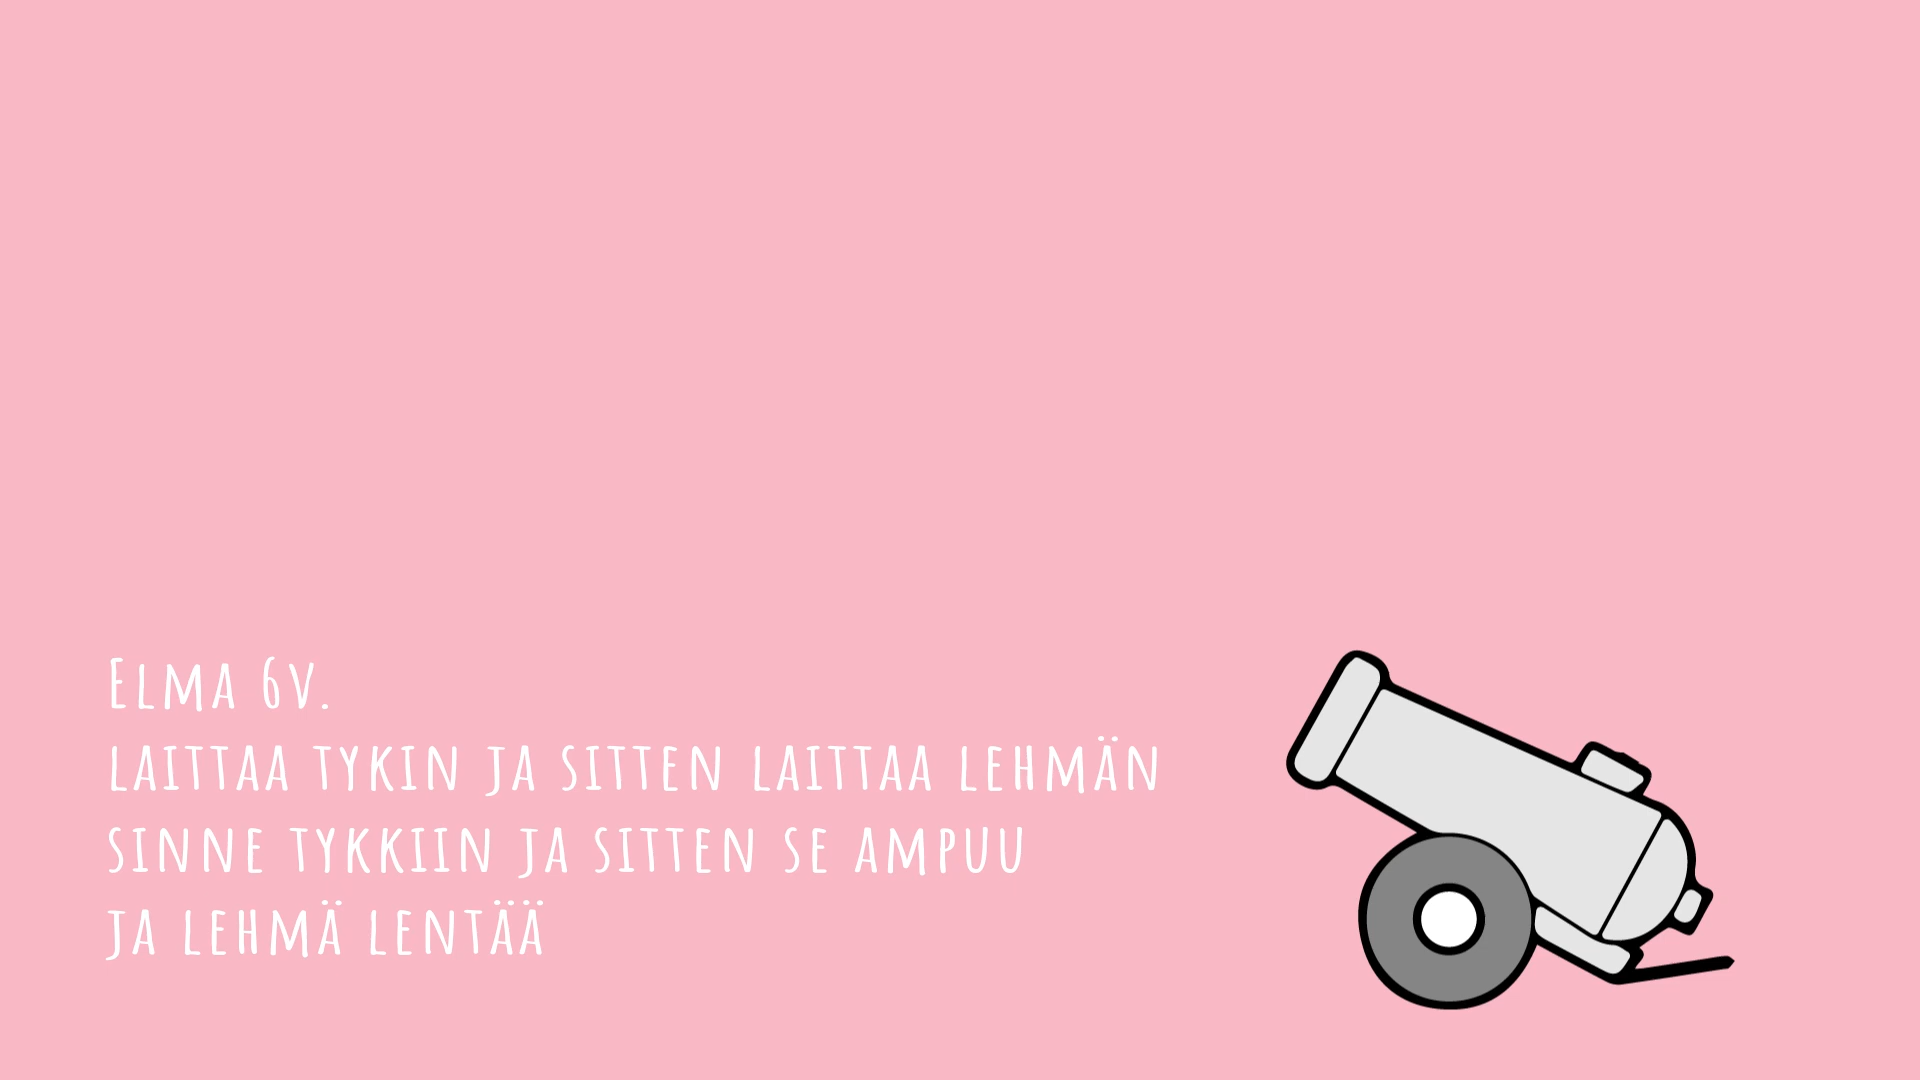 Elma 6v.
laittaa tykin ja sitten laittaa lehmän
sinne tykkiin ja sitten se ampuu
ja lehmä lentää